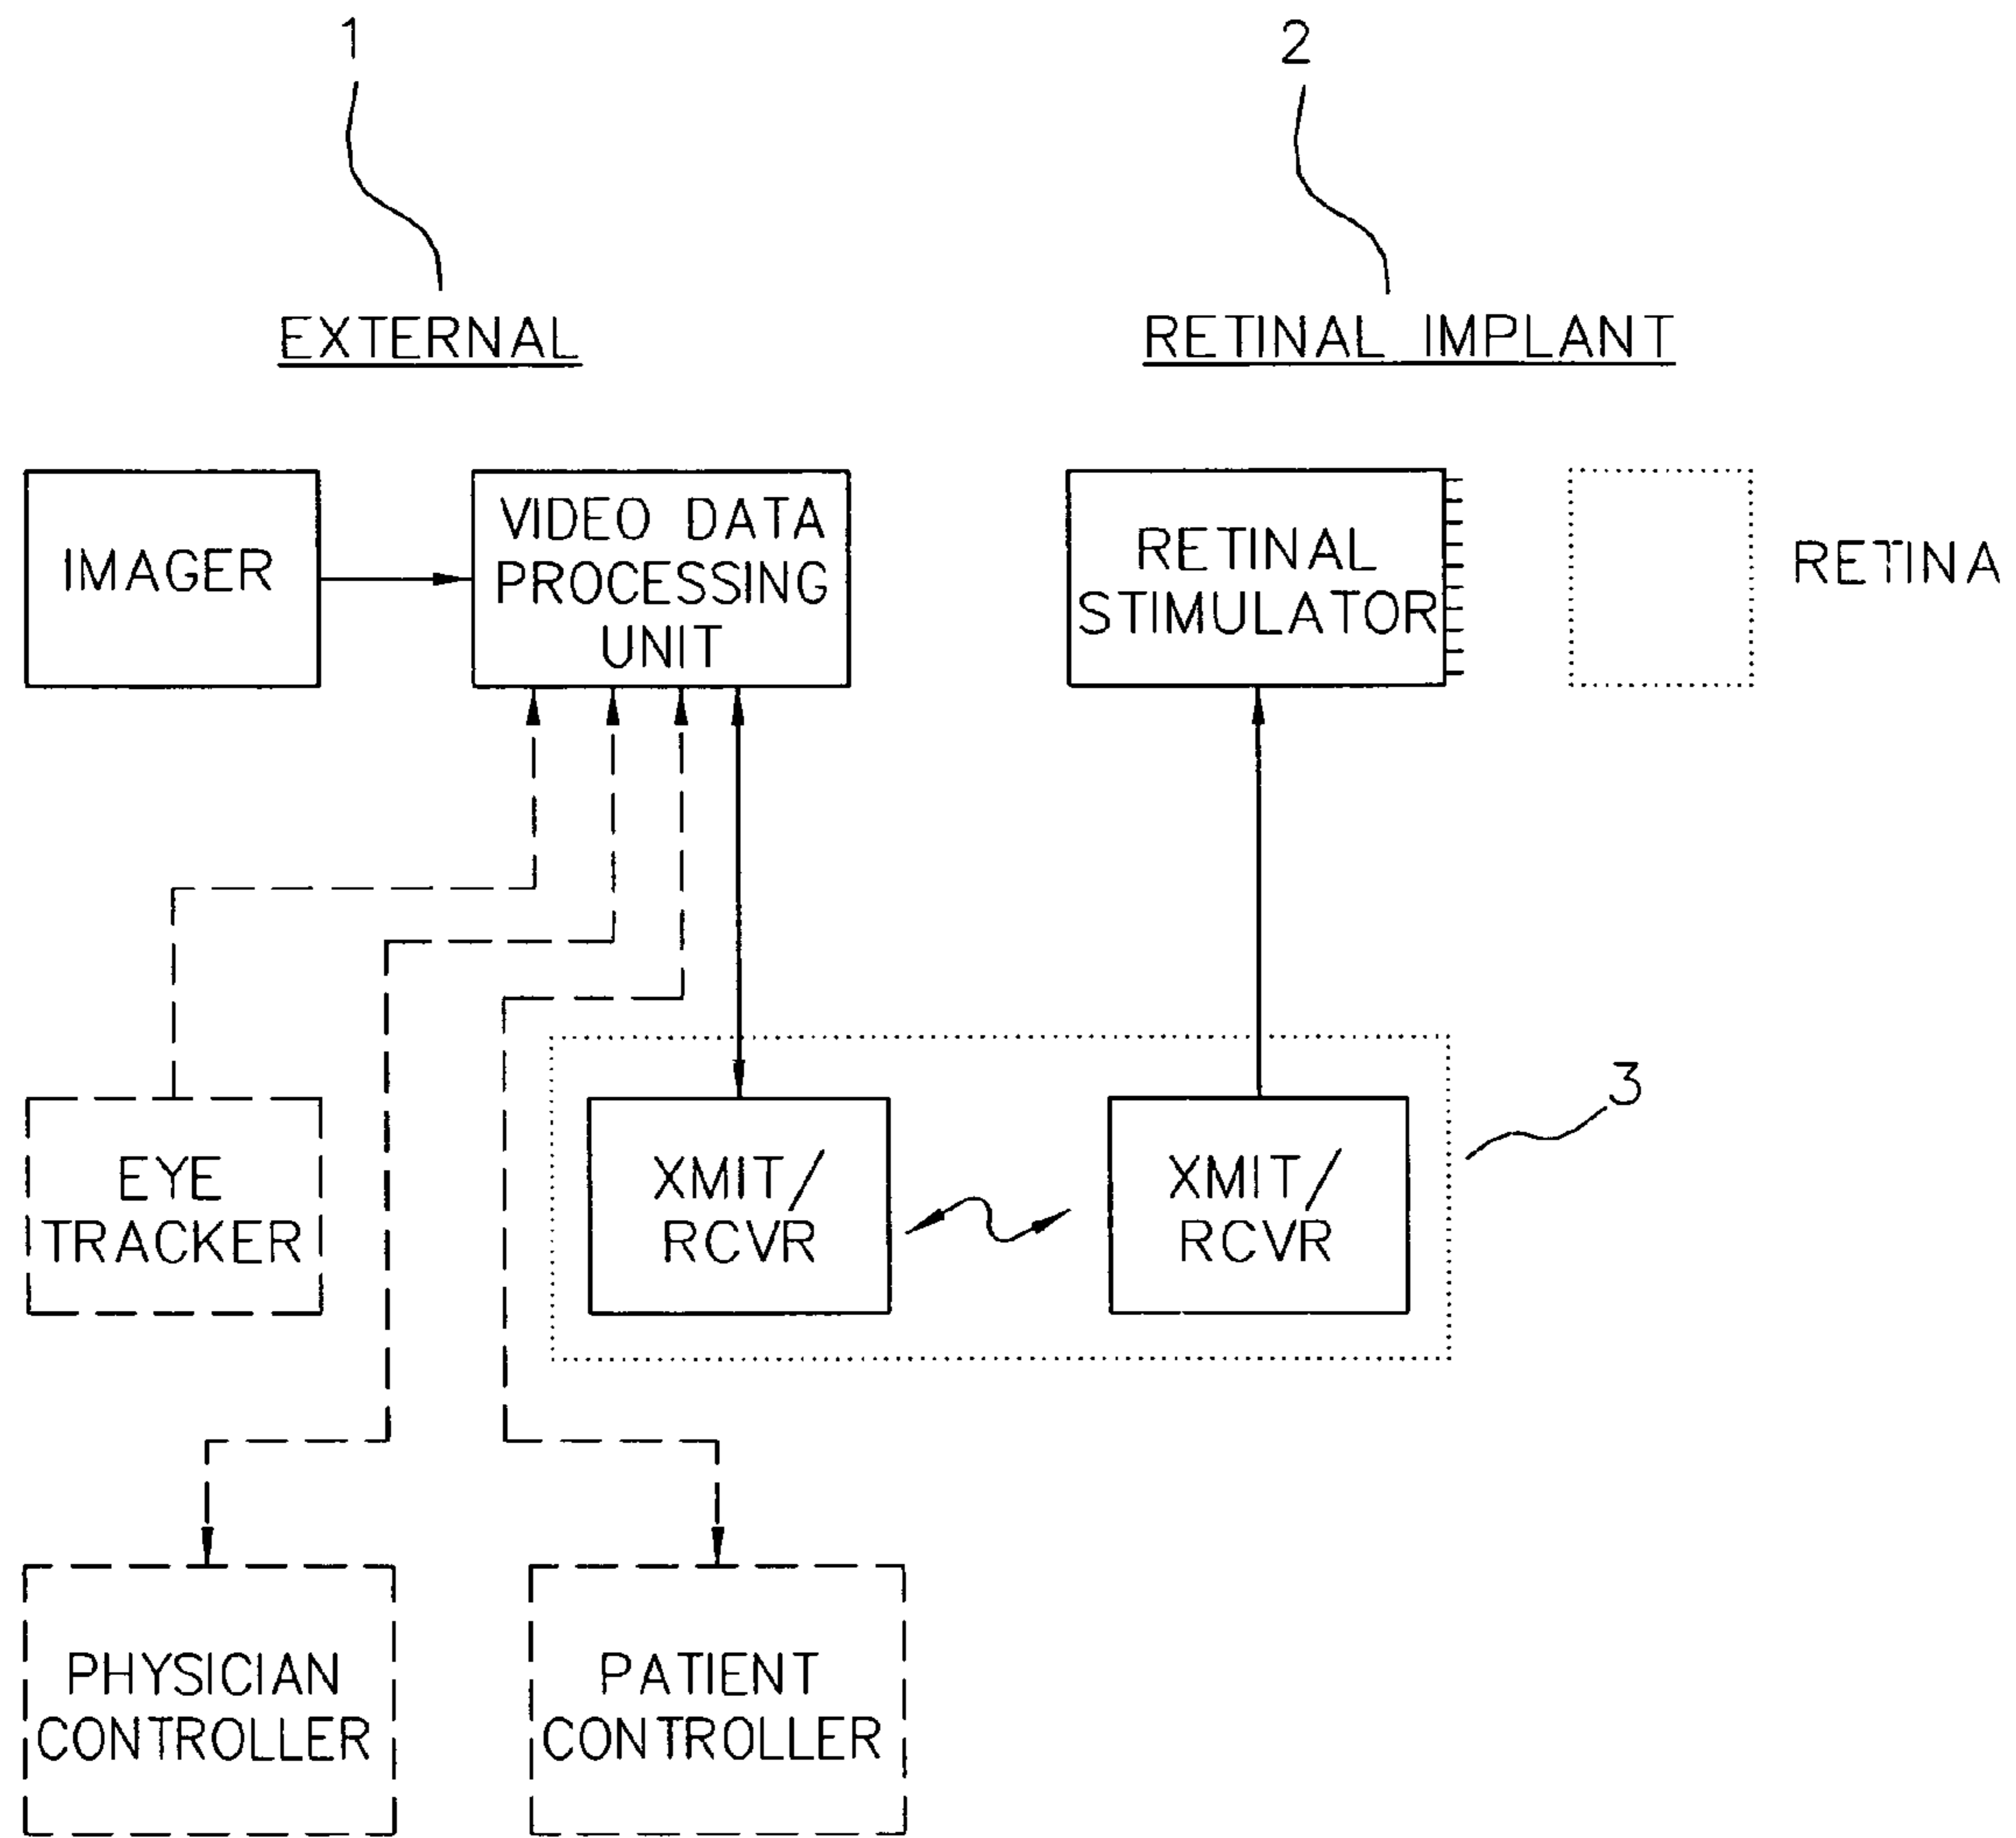 1
2
EXTERNAL
RETINAL IMPLANT
IMAGER
VIDEO DATA
PROCESSING
UNIT
RETINAL
STIMULATOR
RETINA
3
EYE
TRACKER
XMIT/
RCVR
XMIT/
RCVR
PHYSICIAN
CONTROLLER
PATIENT
CONTROLLER